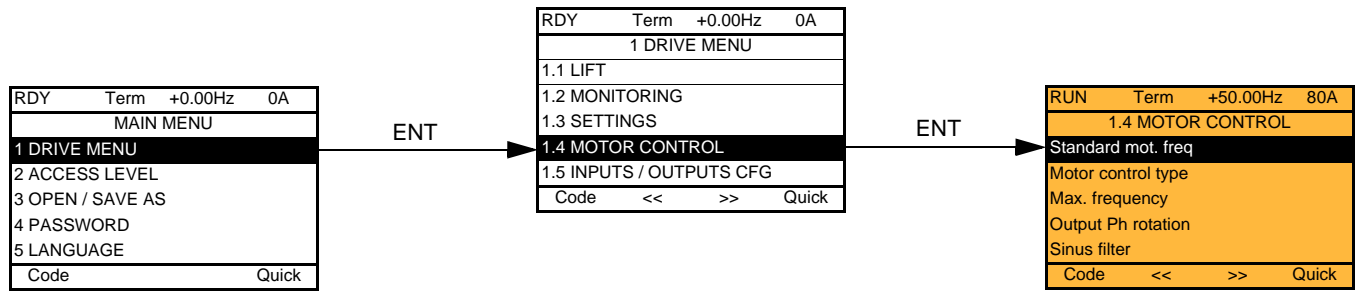 RDY Term +0.00Hz 0A
MAIN MENU
1 DRIVE MENU
2 ACCESS LEVEL
3 OPEN / SAVE AS
4 PASSWORD
5 LANGUAGE
Code Quick
ENT
RDY Term +0.00Hz 0A
1 DRIVE MENU
1.1 LIFT
1.2 MONITORING
1.3 SETTINGS
1.4 MOTOR CONTROL
1.5 INPUTS / OUTPUTS CFG
Code << >> Quick
ENT
RUN Term +50.00Hz 80A
1.4 MOTOR CONTROL
Standard mot. freq
Motor control type
Max. frequency
Output Ph rotation
Sinus filter
Code << >> Quick